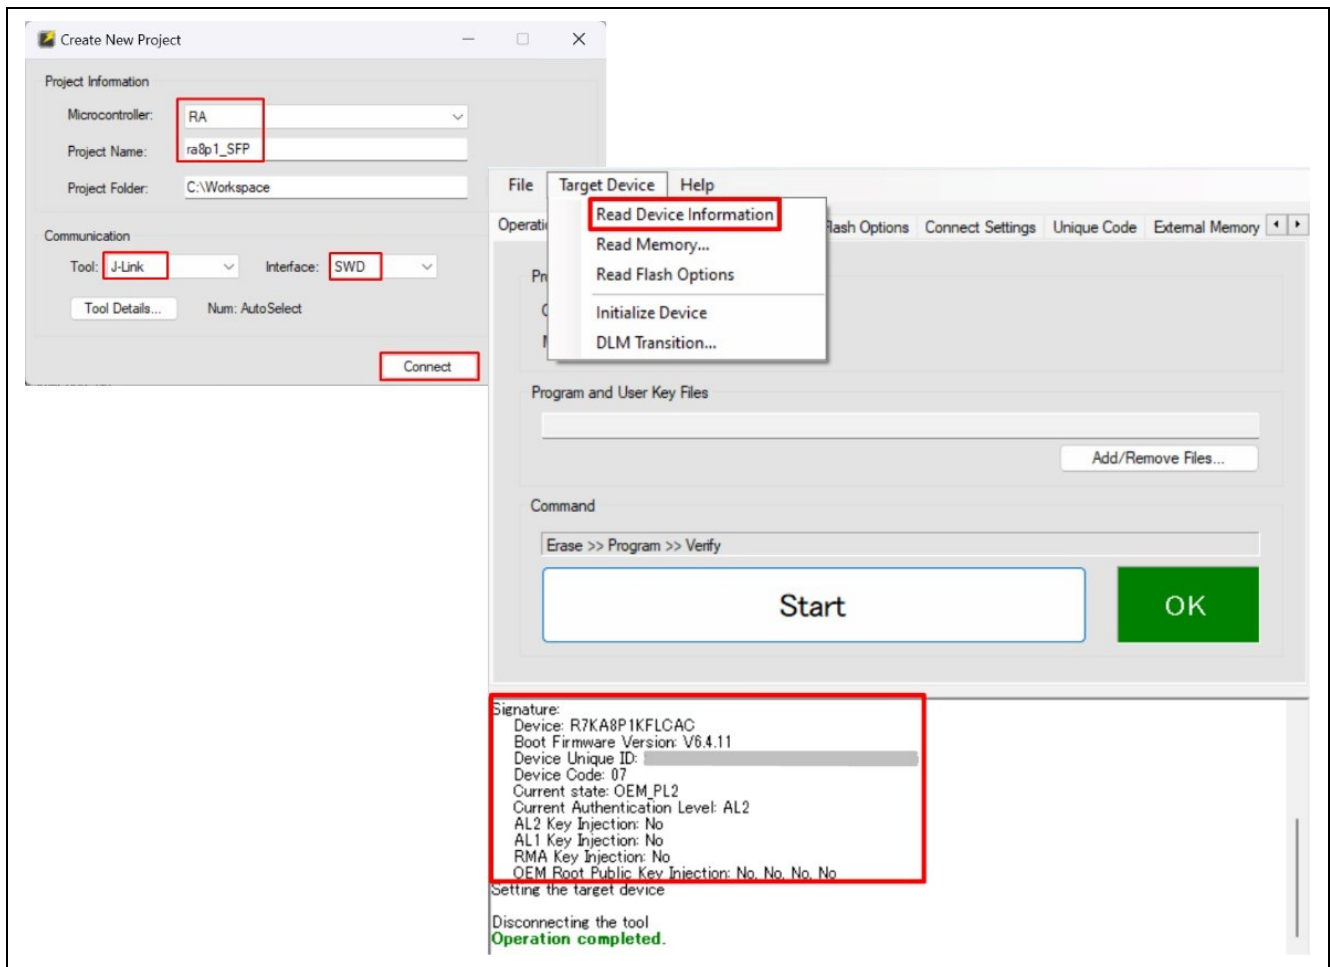 Create New Project
Project Information
Microcontroller: RA
Project Name: ra8p1_SFP
Project Folder: C:\Workspace
Communication
Tool: J-Link Interface: SWD
Tool Details... Num: AutoSelect
Connect
File Target Device Help
Read Device Information
Read Memory...
Read Flash Options
Initialize Device
DLM Transition...
Flash Options Connect Settings Unique Code External Memory
Program and User Key Files
Add/Remove Files...
Command
Erase >> Program >> Verify
Start OK
Signature:
Device: R7KA8P1KFLCAC
Boot Firmware Version: V6.4.11
Device Unique ID:
Device Code: 07
Current state: OEM_PL2
Current Authentication Level: AL2
AL2 Key Injection: No
AL1 Key Injection: No
RMA Key Injection: No
OEM Root Public Key Injection: No, No, No, No
Setting the target device
Disconnecting the tool
Operation completed.